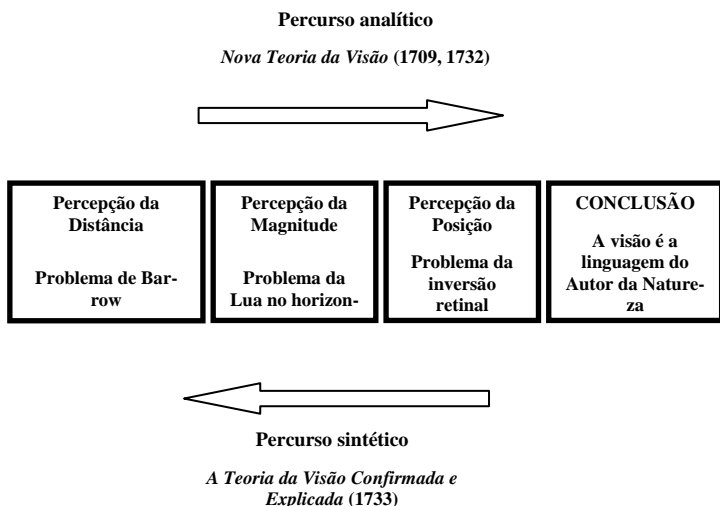 Percurso analítico
Nova Teoria da Visão (1709, 1732)
Percepção da
Distância
Problema de Bar-
row
Percepção da
Magnitude
Problema da
Lua no horizon-
Percepção da
Posição
Problema da
inversão
retinal
CONCLUSÃO
A visão é a
linguagem do
Autor da Nature-
za
Percurso sintético
A Teoria da Visão Confirmada e
Explicada (1733)